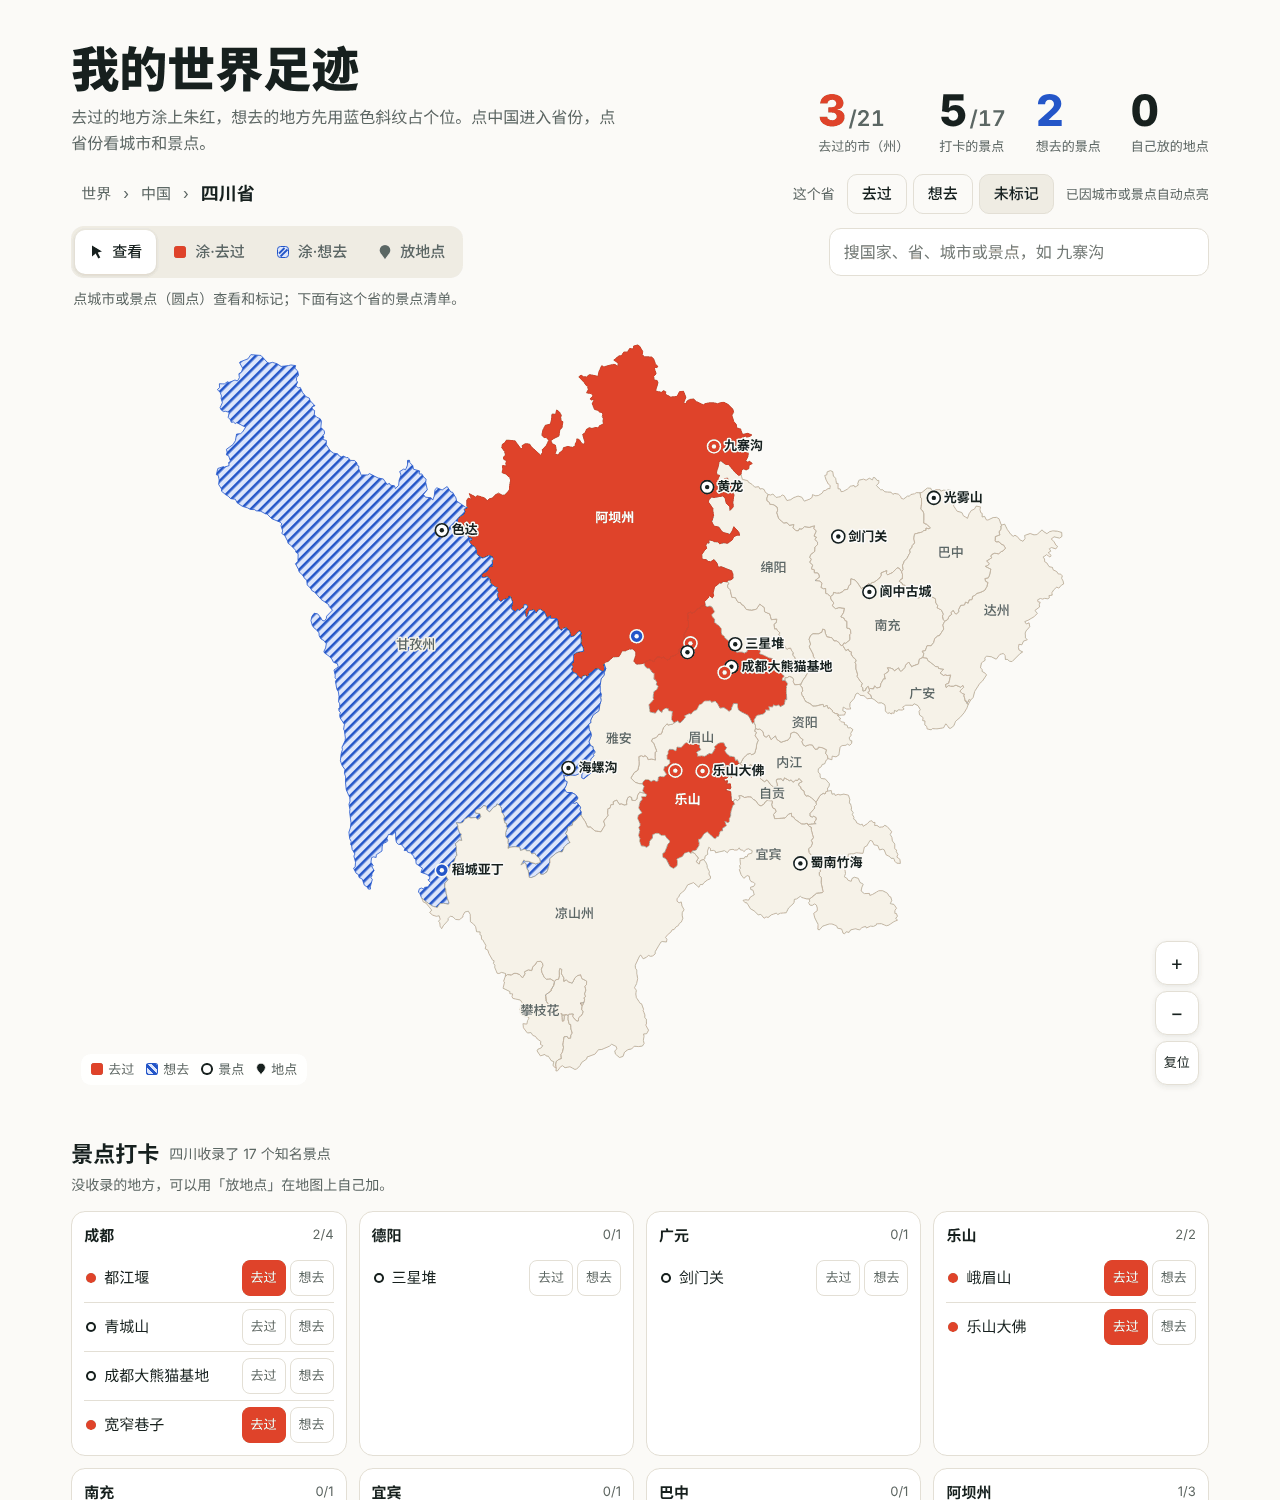 我的世界足迹
去过的地方涂上朱红，想去的地方先用蓝色斜纹占个位。点中国进入省份，点
省份看城市和景点。
3/21
去过的市（州）
5/17
打卡的景点
2
想去的景点
0
自己放的地点
世界 › 中国 › 四川省
这个省 去过 想去 未标记 已因城市或景点自动点亮
查看 涂·去过 涂·想去 放地点
搜国家、省、城市或景点，如 九寨沟
点城市或景点（圆点）查看和标记；下面有这个省的景点清单。
九寨沟
黄龙
光雾山
阿坝州
色达
剑门关
巴中
绵阳
阆中古城
达州
南充
甘孜州
三星堆
成都大熊猫基地
广安
资阳
雅安
眉山
内江
海螺沟
乐山大佛
自贡
乐山
宜宾
蜀南竹海
稻城亚丁
凉山州
攀枝花
+
−
复位
去过 想去 景点 地点
景点打卡 四川收录了 17 个知名景点
没收录的地方，可以用「放地点」在地图上自己加。
成都 2/4
都江堰 去过 想去
青城山 去过 想去
成都大熊猫基地 去过 想去
宽窄巷子 去过 想去
德阳 0/1
三星堆 去过 想去
广元 0/1
剑门关 去过 想去
乐山 2/2
峨眉山 去过 想去
乐山大佛 去过 想去
南充 0/1
宜宾 0/1
巴中 0/1
阿坝州 1/3